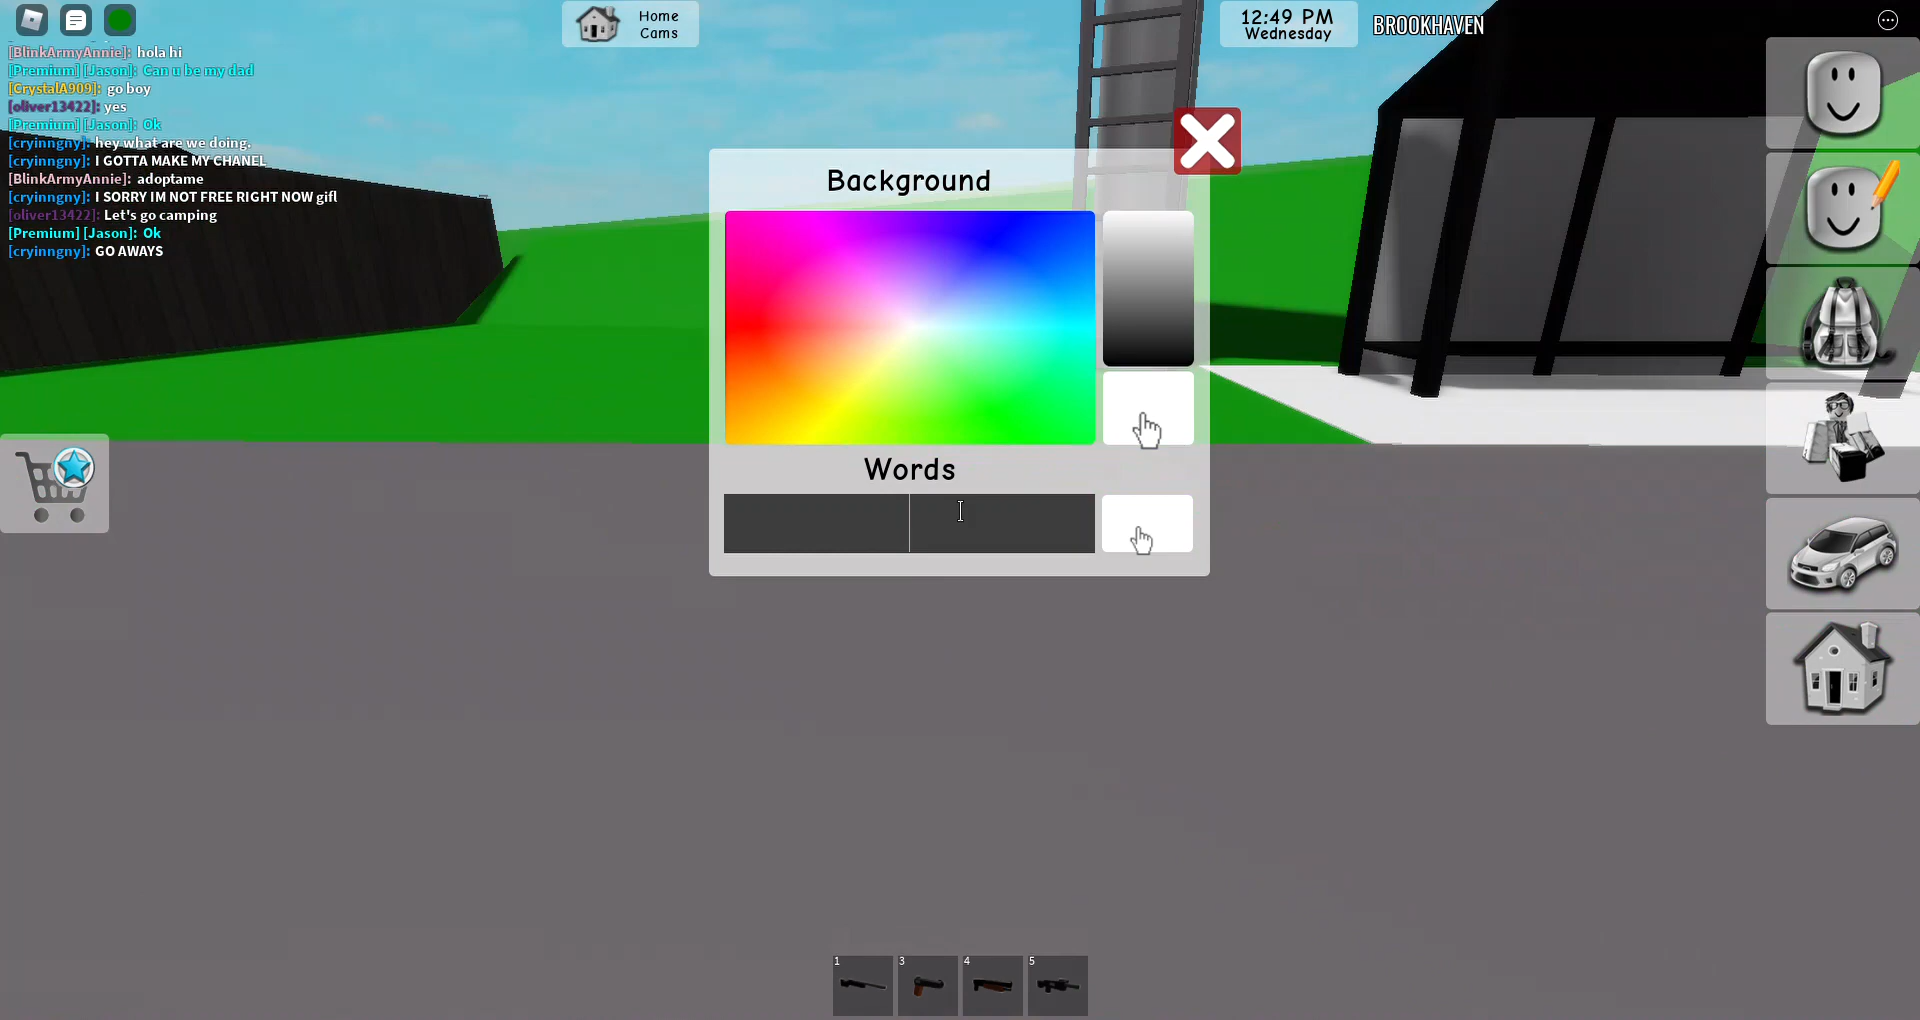 Home
Cams
12:49 PM
Wednesday
BROOKHAVEN
[BlinkArmyAnnie]: hola hi
[Premium] [Jason]: Can u be my dad
[CrystalA909]: go boy
[oliver13422]: yes
[Premium] [Jason]: Ok
[cryinngny]: hey what are we doing.
[cryinngny]: I GOTTA MAKE MY CHANEL
[BlinkArmyAnnie]: adoptame
[cryinngny]: I SORRY IM NOT FREE RIGHT NOW gifl
[oliver13422]: Let's go camping
[Premium] [Jason]: Ok
[cryinngny]: GO AWAYS
Background
Words
1
3
4
5